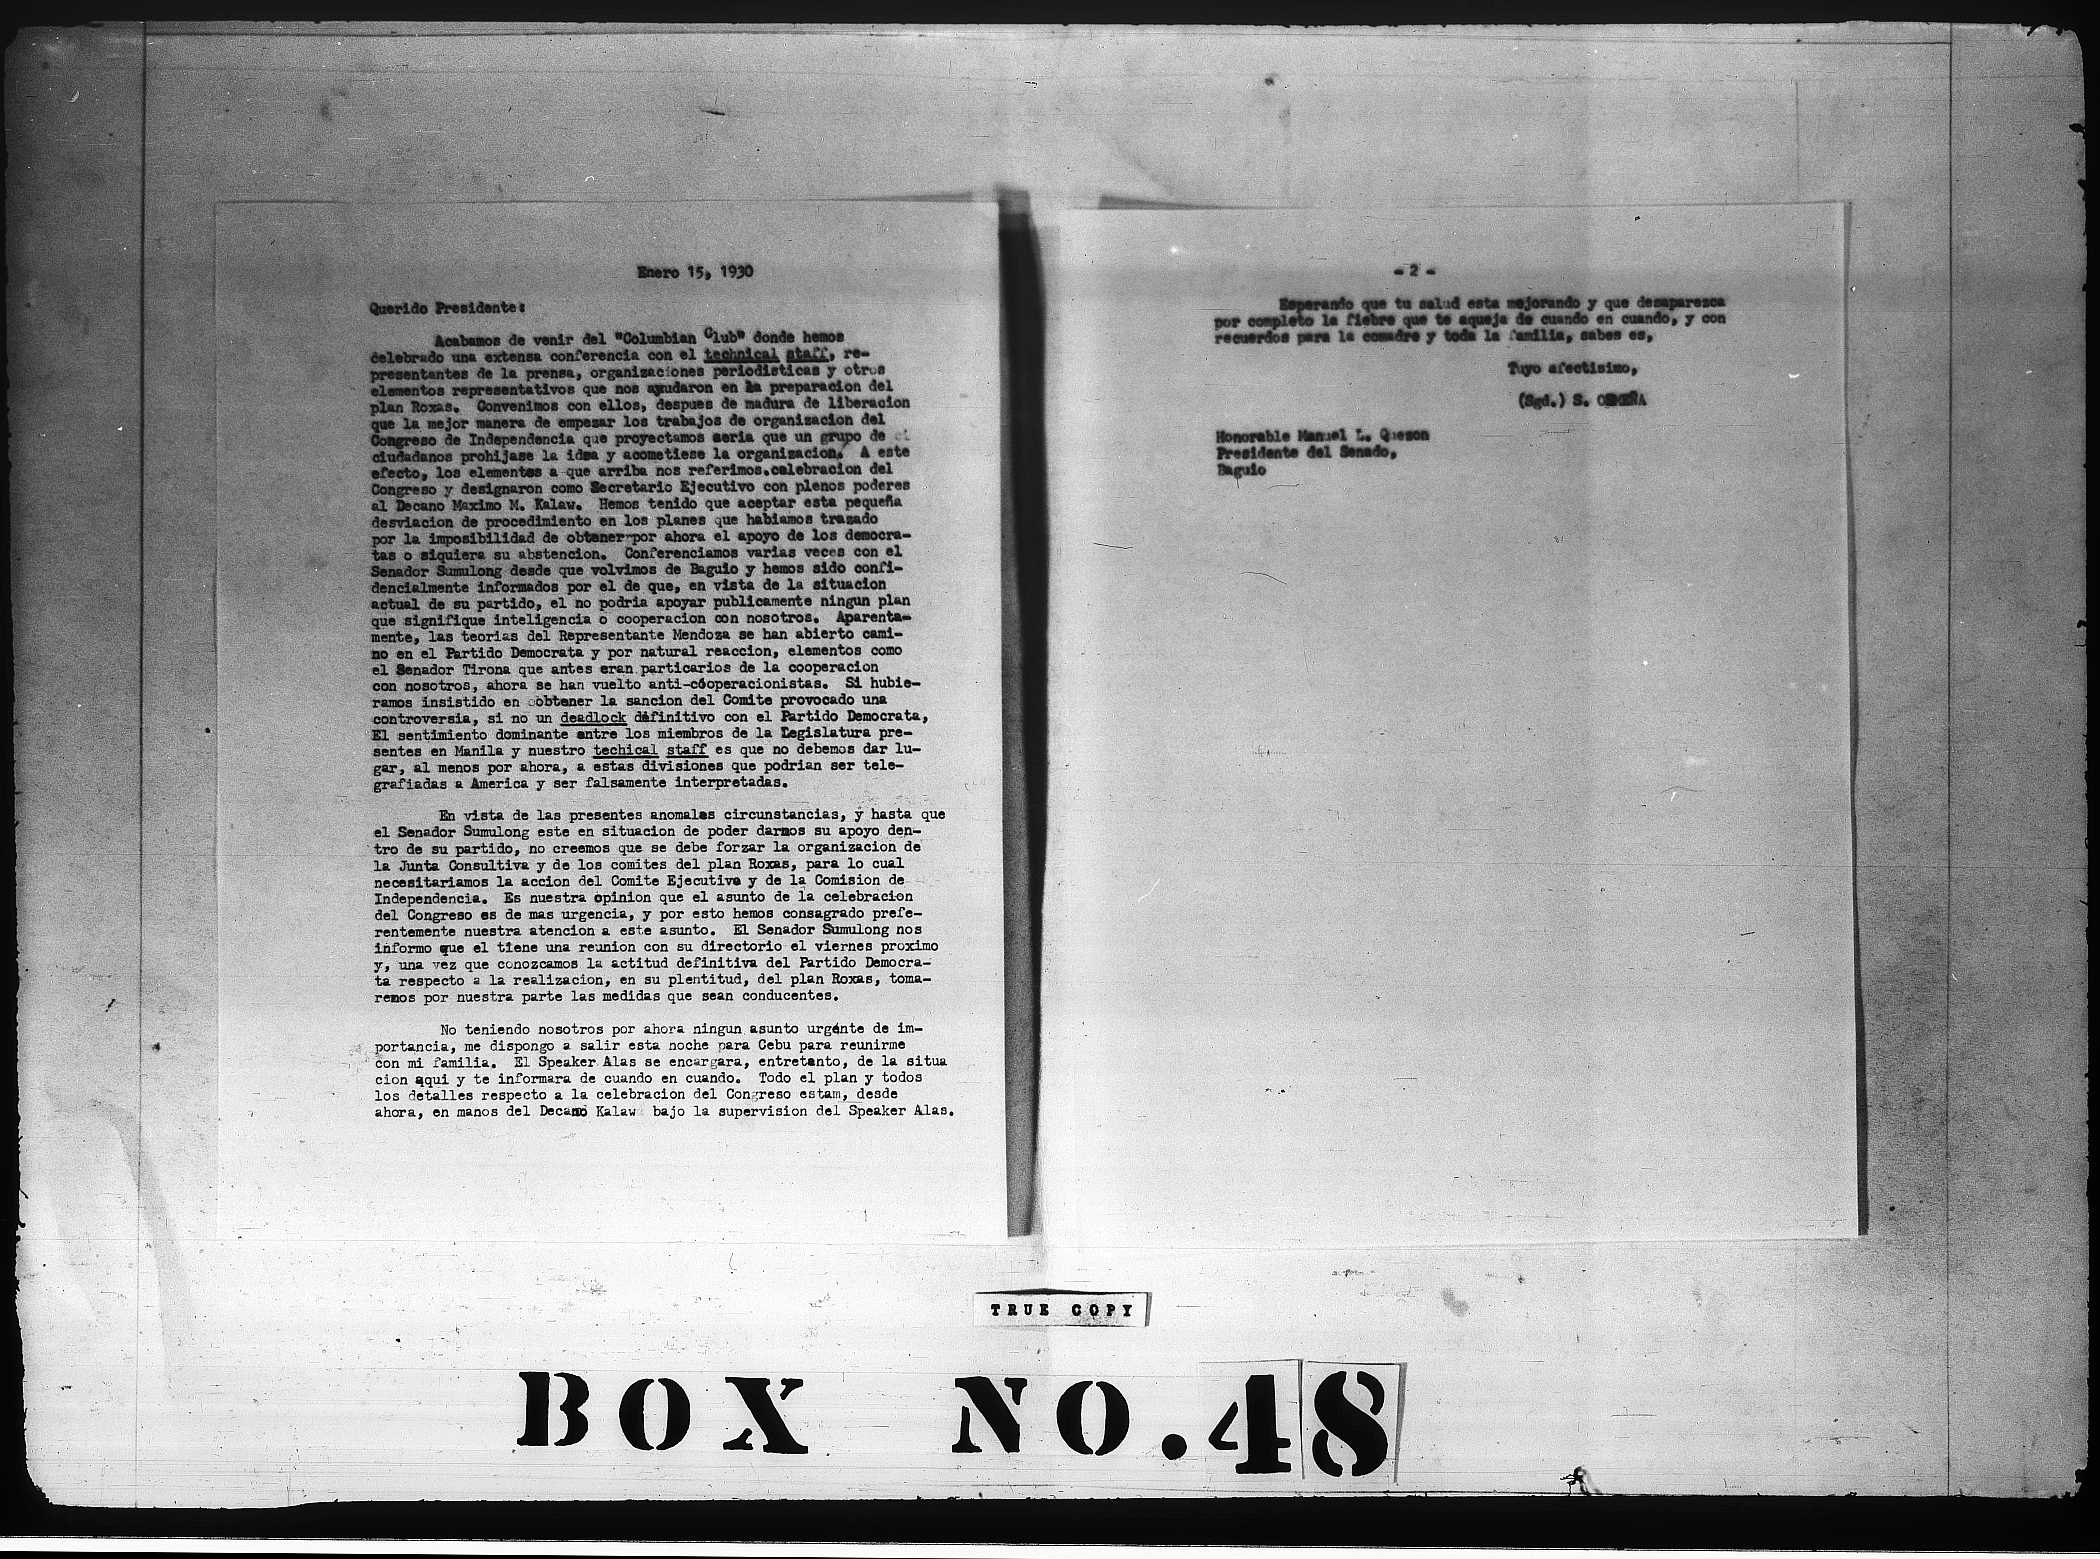 Enero 15, 1930
Querido Presidente:
Acabamos de venir del "Columbian Club" donde hemos
celebrado una extensa conferencia con el technical staff, re-
presentantes de la prensa, organizaciones periodisticas y otros
elementos representativos que nos ayudaron en la preparacion del
plan Roxas. Convenimos con ellos, despues de madura de liberacion
que la mejor manera de empezar los trabajos de organizacion del
Congreso de Independencia que proyectamos seria que un grupo de
ciudadanos prohijase la idea y acometiese la organizacion. A este
efecto, los elementos a que arriba nos referimos.celebracion del
Congreso y designaron como Secretario Ejecutivo con plenos poderes
al Decano Maximo M. Kalaw. Hemos tenido que aceptar esta pequeña
desviacion de procedimiento en los planes que habiamos trazado
por la imposibilidad de obtener por ahora el apoyo de los democra-
tas o siquiera su abstencion. Conferenciamos varias veces con el
Senador Sumulong desde que volvimos de Baguio y hemos sido confi-
dencialmente informados por el de que, en vista de la situacion
actual de su partido, el no podria apoyar publicamente ningun plan
que signifique inteligencia o cooperacion con nosotros. Aparenta-
mente, las teorias del Representante Mendoza se han abierto cami-
no en el Partido Democrata y por natural reaccion, elementos como
el Senador Tirona que antes eran particarios de la cooperacion
con nosotros, ahora se han vuelto anti-cooperacionistas. Si hubie-
ramos insistido en obtener la sancion del Comite provocado una
controversia, si no un deadlock definitivo con el Partido Democrata,
El sentimiento dominante entre los miembros de la Legislatura pre-
sentes en Manila y nuestro techical staff es que no debemos dar lu-
gar, al menos por ahora, a estas divisiones que podrian ser tele-
grafiadas a America y ser falsamente interpretadas.
En vista de las presentes anomales circunstancias, y hasta que
el Senador Sumulong este en situacion de poder darnos su apoyo den-
tro de su partido, no creemos que se debe forzar la organizacion de
la Junta Consultiva y de los comites del plan Roxas, para lo cual
necesitariamos la accion del Comite Ejecutivo y de la Comision de
Independencia. Es nuestra opinion que el asunto de la celebracion
del Congreso es de mas urgencia, y por esto hemos consagrado prefe-
rentemente nuestra atencion a este asunto. El Senador Sumulong nos
informo que el tiene una reunion con su directorio el viernes proximo
y, una vez que conozcamos la actitud definitiva del Partido Democra-
ta respecto a la realizacion, en su plentitud, del plan Roxas, toma-
remos por nuestra parte las medidas que sean conducentes.
No teniendo nosotros por ahora ningun asunto urgente de im-
portancia, me dispongo a salir esta noche para Cebu para reunirme
con mi familia. El Speaker Alas se encargara, entretanto, de la situa
cion aqui y te informara de cuando en cuando. Todo el plan y todos
los detalles respecto a la celebracion del Congreso estam, desde
ahora, en manos del Decano Kalaw bajo la supervision del Speaker Alas.
- 2 -
Esperando que tu salud esta mejorando y que desaparezca
por completo la fiebre que te aqueja de cuando en cuando, y con
recuerdos para la comadre y toda la familia, sabes es,
Tuyo afectisimo,
(Sgd.) S. OSMEÑA
Honorable Manuel L. Quezon
Presidente del Senado,
Baguio
TRUE COPY
BOX NO. 48